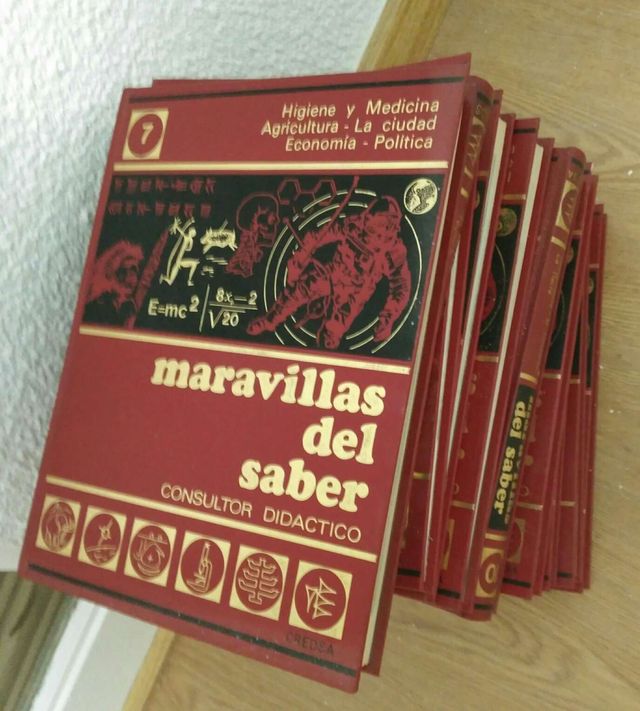 7
Higiene y Medicina
Agricultura - La ciudad
Economía - Política
E=mc²
8x₅-2
√20
maravillas
del
saber
CONSULTOR DIDACTICO
CREDSA
del saber